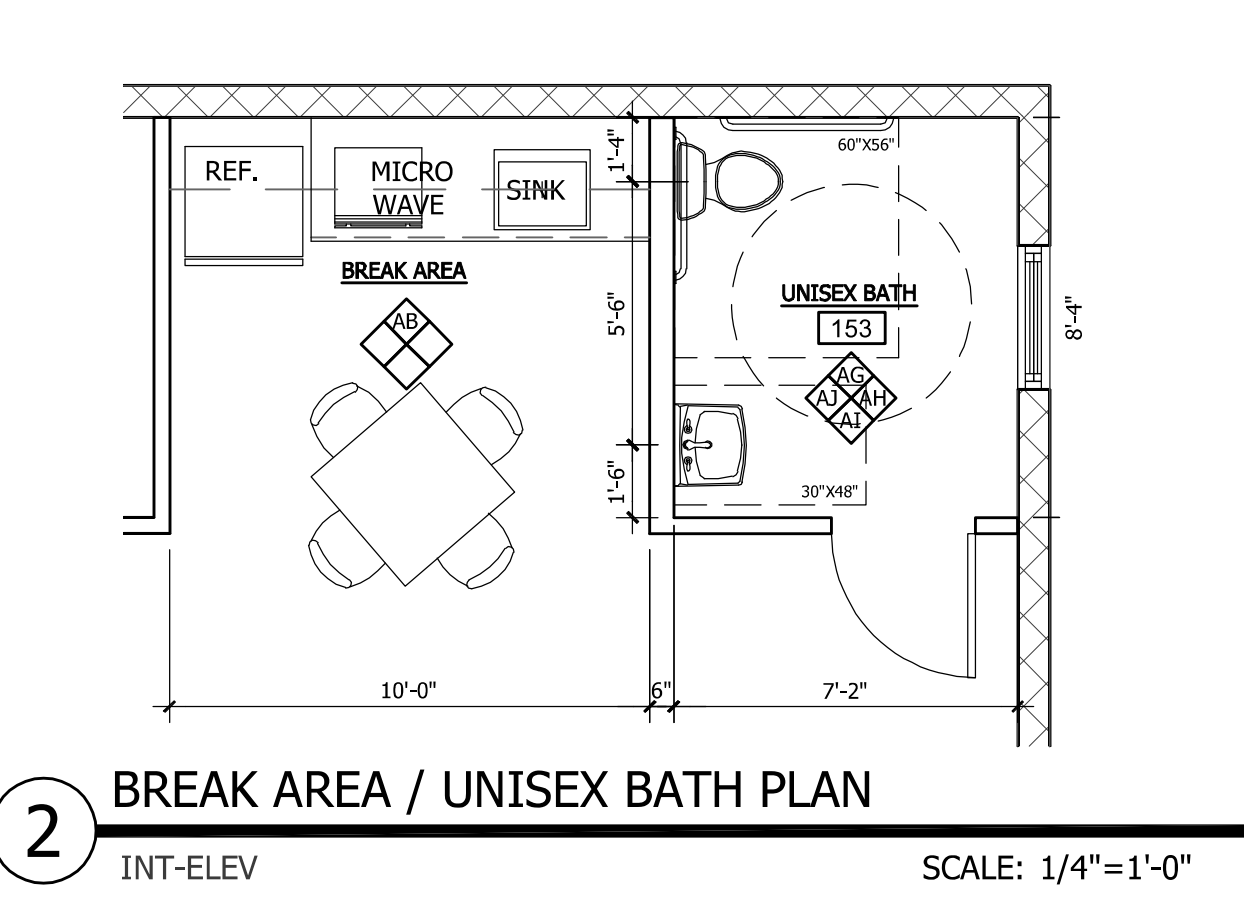 60"X56"
1'-4"
REF.
MICRO
WAVE
SINK
BREAK AREA
AB
5'-6"
UNISEX BATH
153
8'-4"
AG
AJ
AH
AI
1'-6"
30"X48"
10'-0"
6"
7'-2"
2
BREAK AREA / UNISEX BATH PLAN
INT-ELEV
SCALE: 1/4"=1'-0"